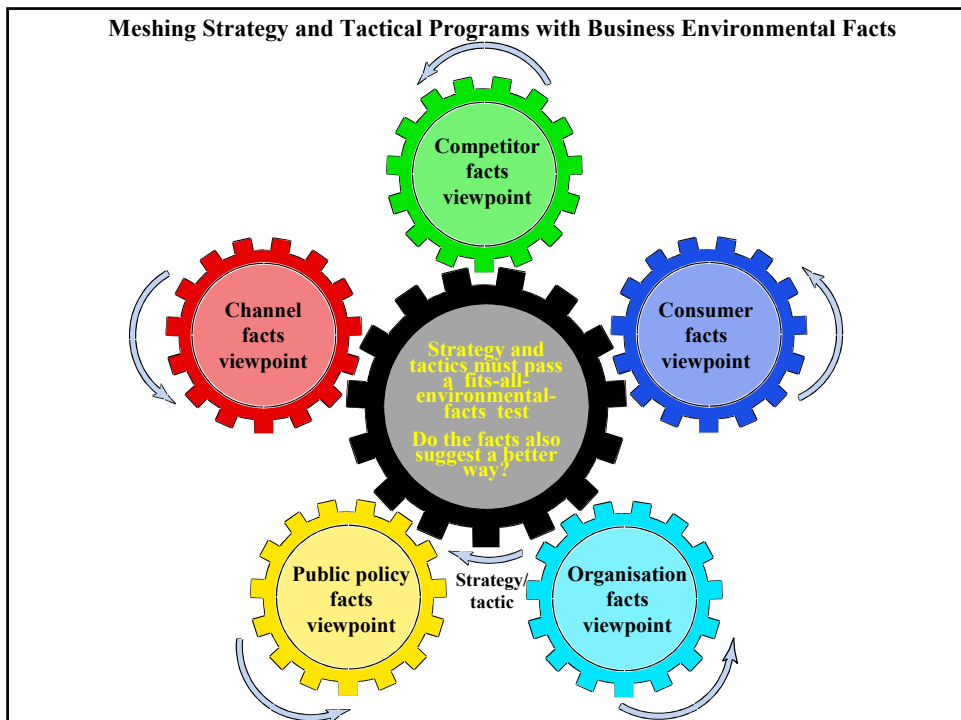 Meshing Strategy and Tactical Programs with Business Environmental Facts
Competitor
facts
viewpoint
Channel
facts
viewpoint
Consumer
facts
viewpoint
Strategy and
tactics must pass
a fits-all-
environmental-
facts test
Do the facts also
suggest a better
way?
Public policy
facts
viewpoint
Strategy/
tactic
Organisation
facts
viewpoint